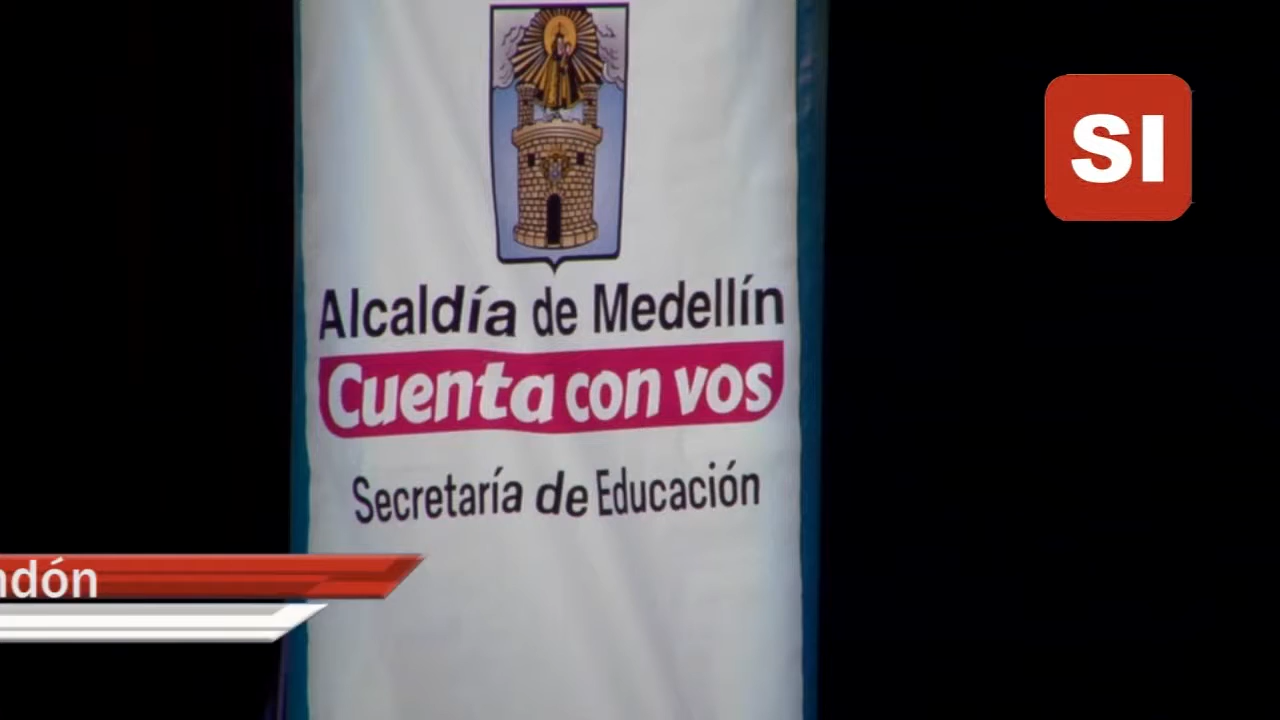 SI
Alcaldía de Medellín
Cuenta con vos
Secretaría de Educación
ndón